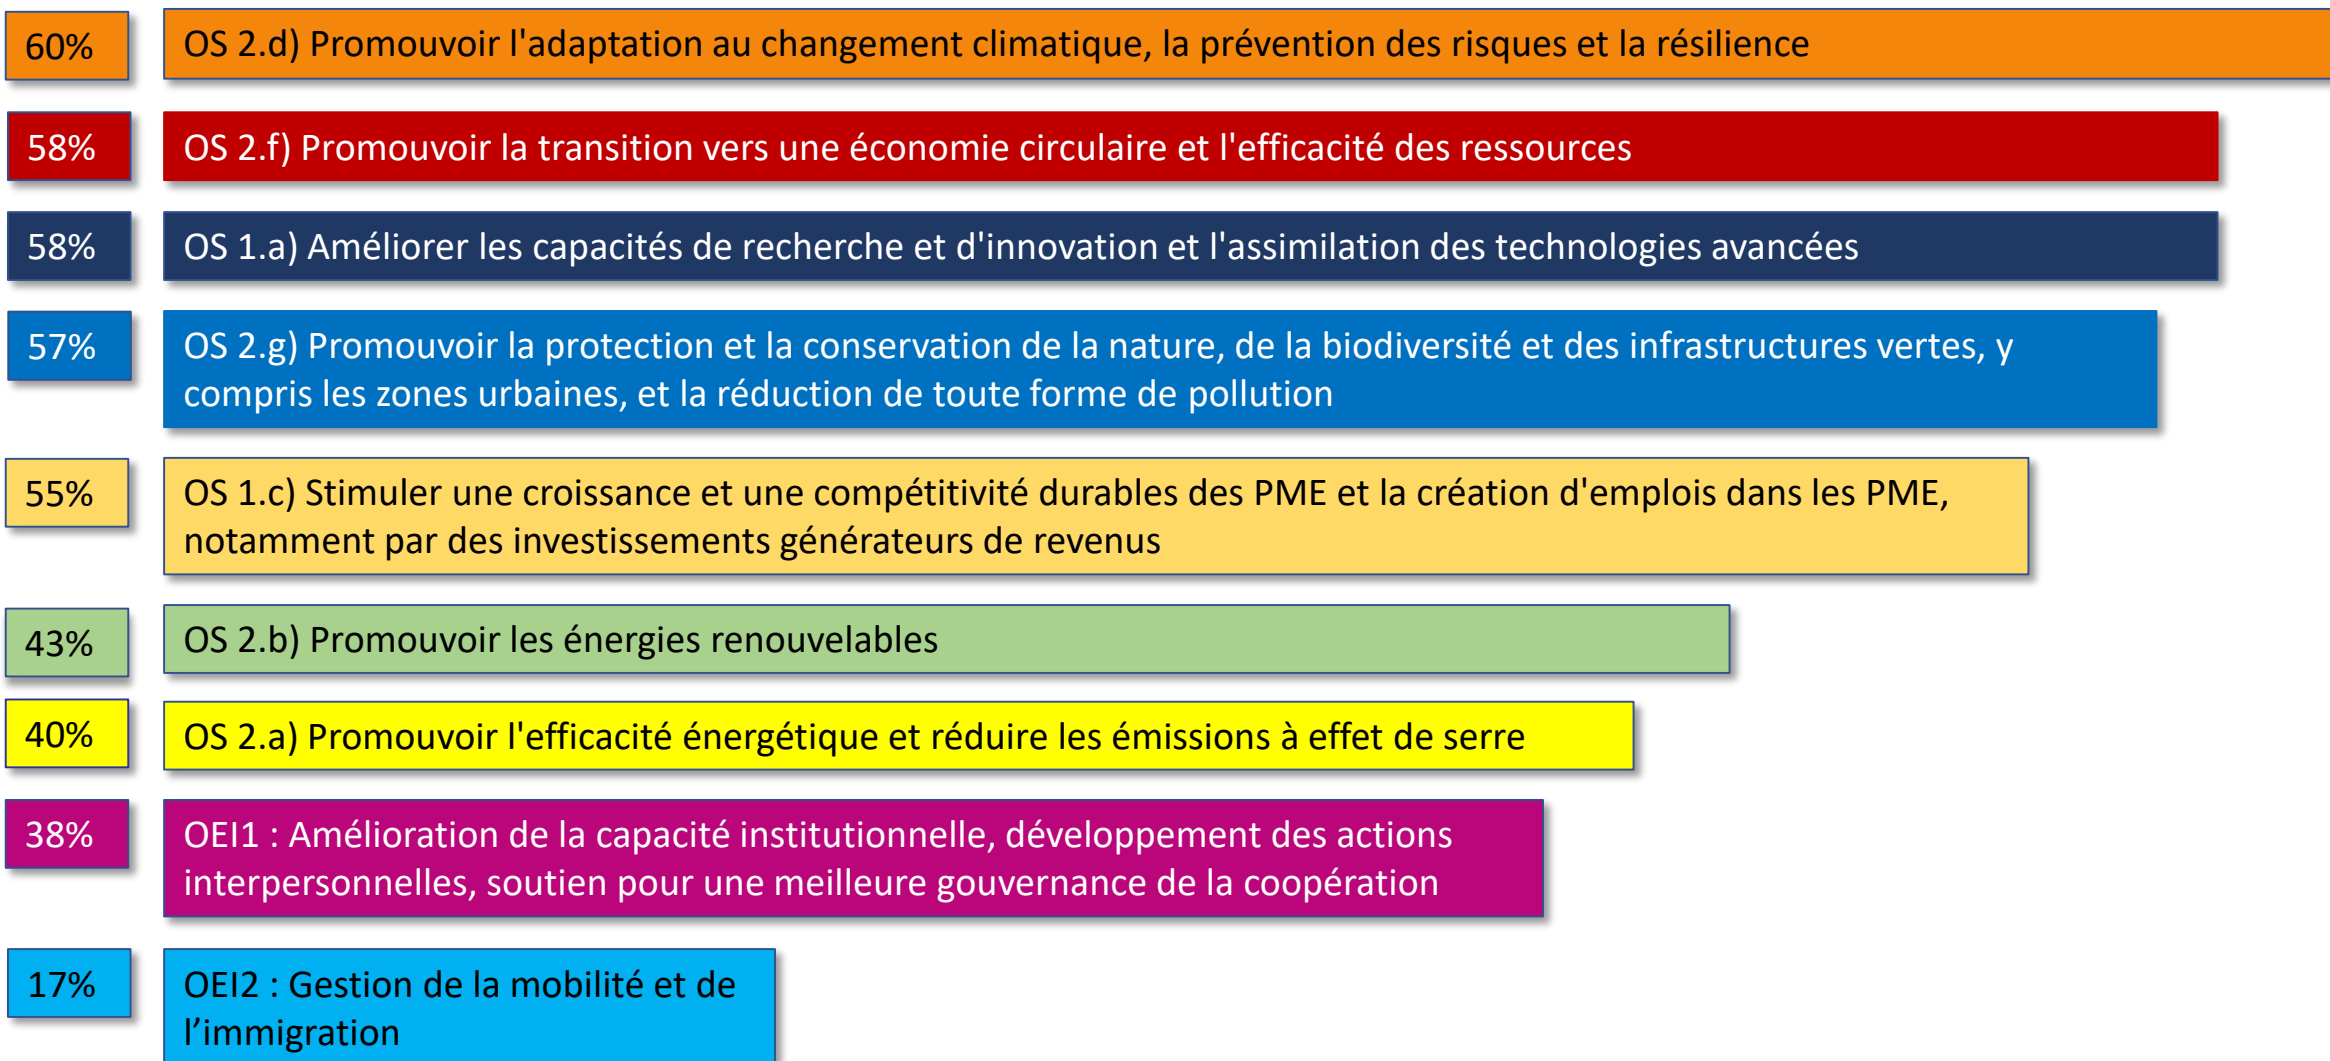 60%
OS 2.d) Promouvoir l'adaptation au changement climatique, la prévention des risques et la résilience
58%
OS 2.f) Promouvoir la transition vers une économie circulaire et l'efficacité des ressources
58%
OS 1.a) Améliorer les capacités de recherche et d'innovation et l'assimilation des technologies avancées
57%
OS 2.g) Promouvoir la protection et la conservation de la nature, de la biodiversité et des infrastructures vertes, y
compris les zones urbaines, et la réduction de toute forme de pollution
55%
OS 1.c) Stimuler une croissance et une compétitivité durables des PME et la création d'emplois dans les PME,
notamment par des investissements générateurs de revenus
43%
OS 2.b) Promouvoir les énergies renouvelables
40%
OS 2.a) Promouvoir l'efficacité énergétique et réduire les émissions à effet de serre
38%
OEI1 : Amélioration de la capacité institutionnelle, développement des actions
interpersonnelles, soutien pour une meilleure gouvernance de la coopération
17%
OEI2 : Gestion de la mobilité et de
l’immigration